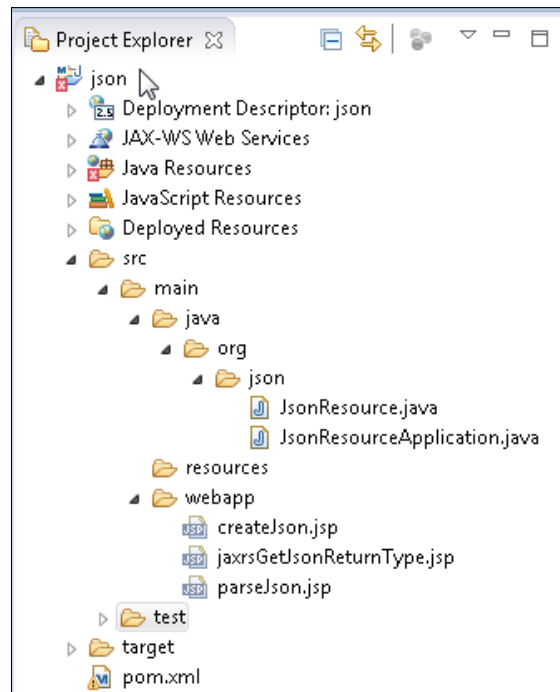 Project Explorer
json
Deployment Descriptor: json
JAX-WS Web Services
Java Resources
JavaScript Resources
Deployed Resources
src
main
java
org
json
JsonResource.java
JsonResourceApplication.java
resources
webapp
createJson.jsp
jaxrsGetJsonReturnType.jsp
parseJson.jsp
test
target
pom.xml